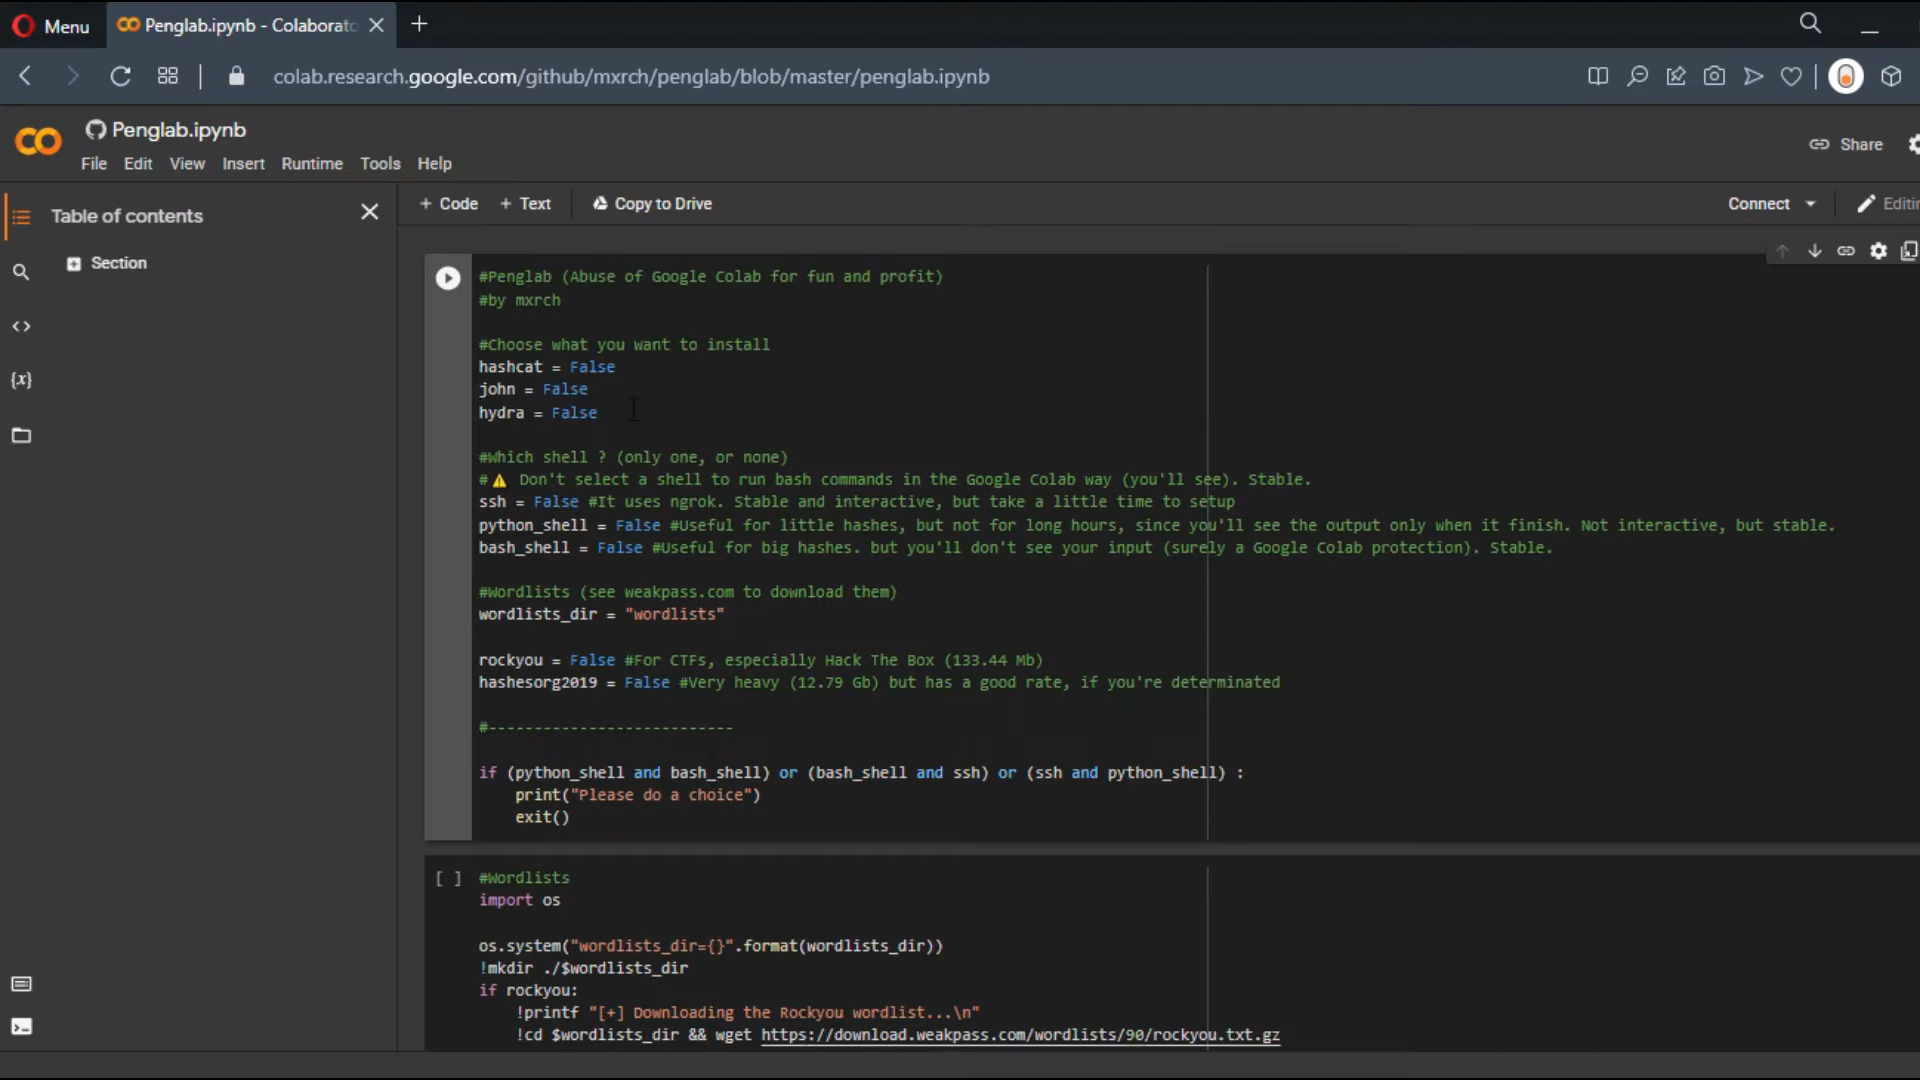 Menu
Penglab.ipynb - Colaborato
colab.research.google.com/github/mxrch/penglab/blob/master/penglab.ipynb
Penglab.ipynb
Share
File Edit View Insert Runtime Tools Help
Table of contents
+ Code + Text Copy to Drive
Connect
Editin
Section
#Penglab (Abuse of Google Colab for fun and profit)
#by mxrch
#Choose what you want to install
hashcat = False
john = False
hydra = False
#Which shell ? (only one, or none)
#⚠ Don't select a shell to run bash commands in the Google Colab way (you'll see). Stable.
ssh = False #It uses ngrok. Stable and interactive, but take a little time to setup
python_shell = False #Useful for little hashes, but not for long hours, since you'll see the output only when it finish. Not interactive, but stable.
bash_shell = False #Useful for big hashes. but you'll don't see your input (surely a Google Colab protection). Stable.
#Wordlists (see weakpass.com to download them)
wordlists_dir = "wordlists"
rockyou = False #For CTFs, especially Hack The Box (133.44 Mb)
hashesorg2019 = False #Very heavy (12.79 Gb) but has a good rate, if you're determinated
#---------------------------
if (python_shell and bash_shell) or (bash_shell and ssh) or (ssh and python_shell) :
print("Please do a choice")
exit()
[ ] #Wordlists
import os
os.system("wordlists_dir={}".format(wordlists_dir))
!mkdir ./$wordlists_dir
if rockyou:
!printf "[+] Downloading the Rockyou wordlist...\n"
!cd $wordlists_dir && wget https://download.weakpass.com/wordlists/90/rockyou.txt.gz